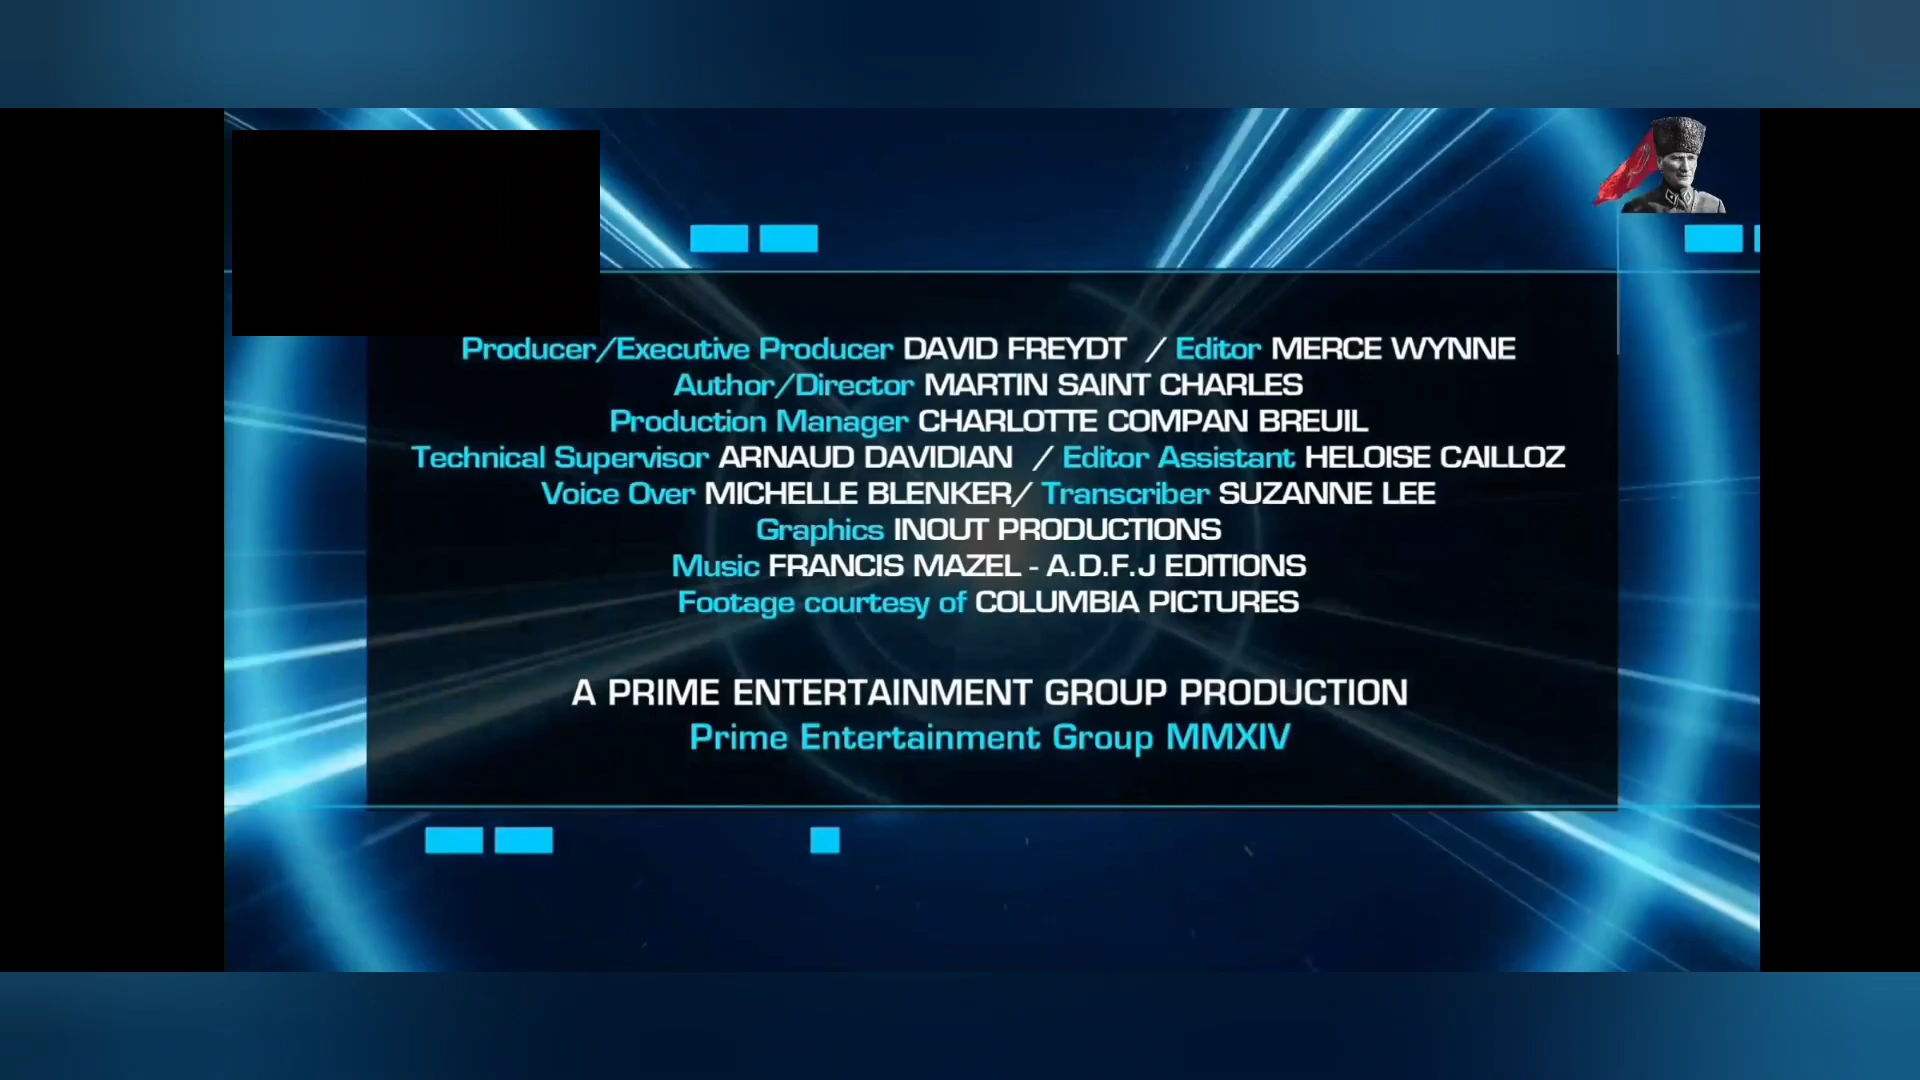 Producer/Executive Producer DAVID FREYDT / Editor MERCE WYNNE
Author/Director MARTIN SAINT CHARLES
Production Manager CHARLOTTE COMPAN BREUIL
Technical Supervisor ARNAUD DAVIDIAN / Editor Assistant HELOISE CAILLOZ
Voice Over MICHELLE BLENKER/ Transcriber SUZANNE LEE
Graphics INOUT PRODUCTIONS
Music FRANCIS MAZEL - A.D.F.J EDITIONS
Footage courtesy of COLUMBIA PICTURES
A PRIME ENTERTAINMENT GROUP PRODUCTION
Prime Entertainment Group MMXIV